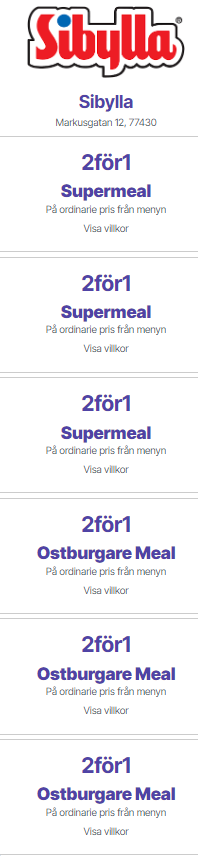 Sibylla®
Sibylla
Markusgatan 12, 77430
2för1
Supermeal
På ordinarie pris från menyn
Visa villkor
2för1
Supermeal
På ordinarie pris från menyn
Visa villkor
2för1
Supermeal
På ordinarie pris från menyn
Visa villkor
2för1
Ostburgare Meal
På ordinarie pris från menyn
Visa villkor
2för1
Ostburgare Meal
På ordinarie pris från menyn
Visa villkor
2för1
Ostburgare Meal
På ordinarie pris från menyn
Visa villkor